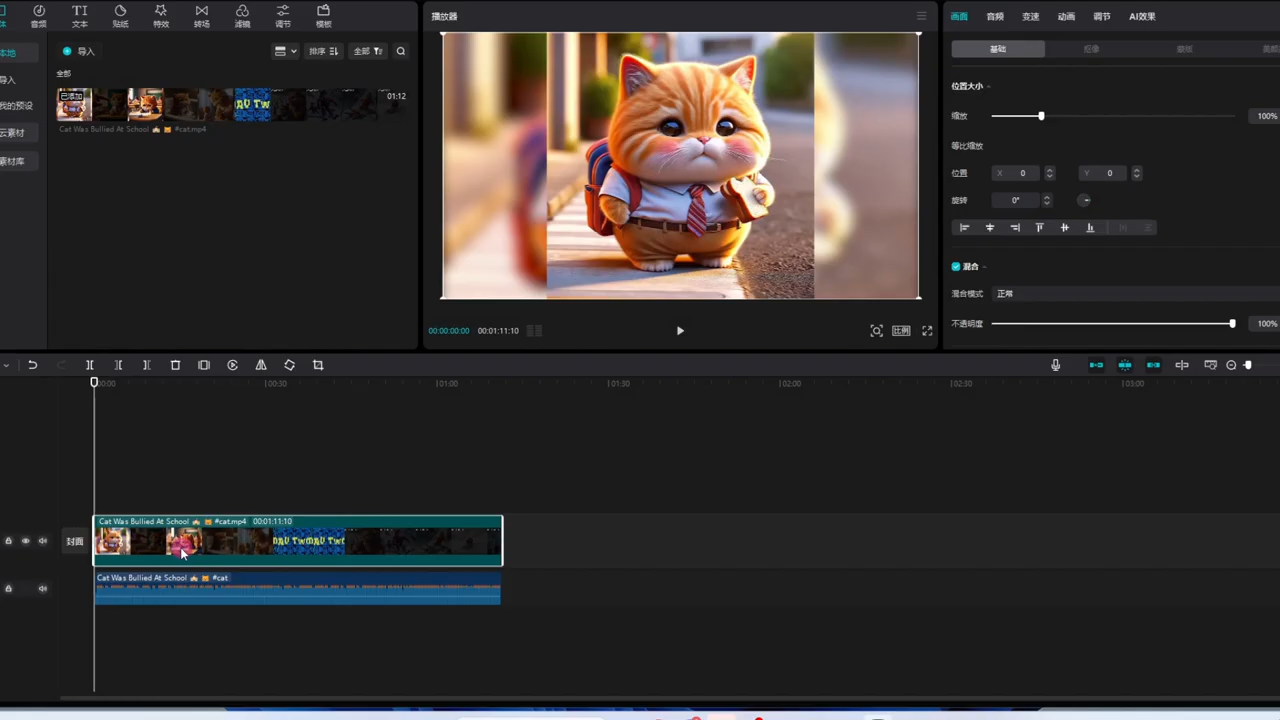 音频
文本
贴纸
特效
转场
滤镜
调节
模板
导入
排序
全部
全部
已添加
01:12
Cat Was Bullied At School #cat.mp4
导入
的预设
云素材
素材库
播放器
00:00:00:00 00:01:11:10
比例
画面 音频 变速 动画 调节 AI效果
基础 抠像 蒙版
位置大小
缩放 100%
等比缩放
位置 X 0 Y 0
旋转 0°
混合
混合模式 正常
不透明度 100%
00:00 00:30 01:00 01:30 02:00 02:30 03:00
封面
Cat Was Bullied At School #cat.mp4 00:01:11:10
Cat Was Bullied At School #cat